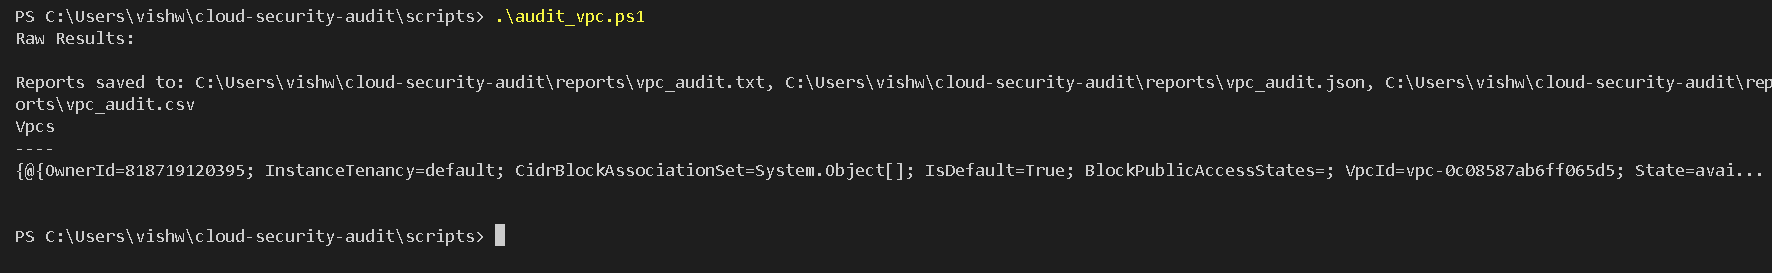 PS C:\Users\vishw\cloud-security-audit\scripts> .\audit_vpc.ps1
Raw Results:
Reports saved to: C:\Users\vishw\cloud-security-audit\reports\vpc_audit.txt, C:\Users\vishw\cloud-security-audit\reports\vpc_audit.json, C:\Users\vishw\cloud-security-audit\rep
orts\vpc_audit.csv
Vpcs
----
{@{OwnerId=818719120395; InstanceTenancy=default; CidrBlockAssociationSet=System.Object[]; IsDefault=True; BlockPublicAccessStates=; VpcId=vpc-0c08587ab6ff065d5; State=avai...
PS C:\Users\vishw\cloud-security-audit\scripts>